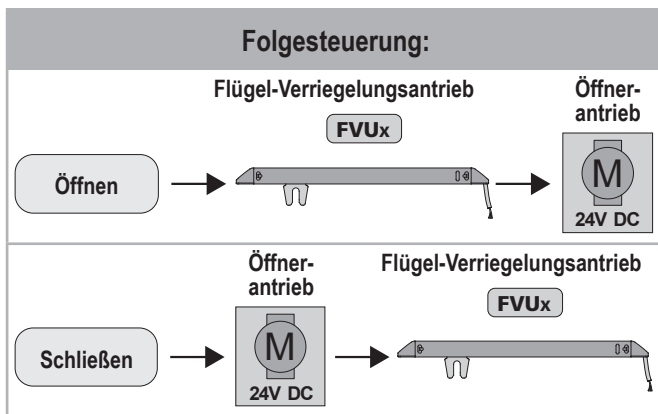 Folgesteuerung:
Flügel-Verriegelungsantrieb
FVUx
Öffner-
antrieb
Öffnen
M
24V DC
Öffner-
antrieb
Flügel-Verriegelungsantrieb
FVUx
Schließen
M
24V DC